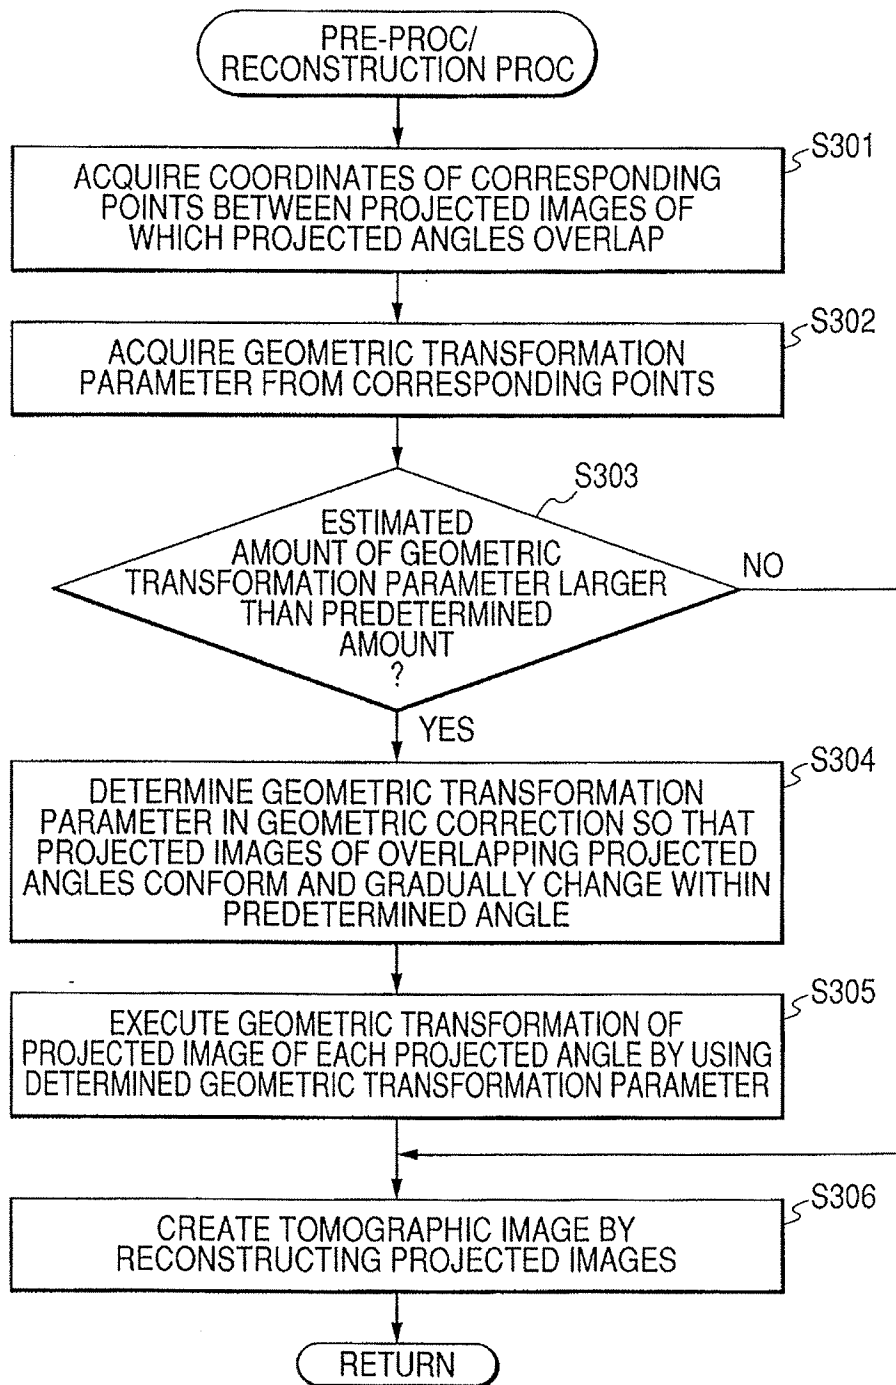 PRE-PROC/
RECONSTRUCTION PROC
S301
ACQUIRE COORDINATES OF CORRESPONDING
POINTS BETWEEN PROJECTED IMAGES OF
WHICH PROJECTED ANGLES OVERLAP
S302
ACQUIRE GEOMETRIC TRANSFORMATION
PARAMETER FROM CORRESPONDING POINTS
S303
ESTIMATED
AMOUNT OF GEOMETRIC
TRANSFORMATION PARAMETER LARGER
THAN PREDETERMINED
AMOUNT
?
NO
YES
S304
DETERMINE GEOMETRIC TRANSFORMATION
PARAMETER IN GEOMETRIC CORRECTION SO THAT
PROJECTED IMAGES OF OVERLAPPING PROJECTED
ANGLES CONFORM AND GRADUALLY CHANGE WITHIN
PREDETERMINED ANGLE
S305
EXECUTE GEOMETRIC TRANSFORMATION OF
PROJECTED IMAGE OF EACH PROJECTED ANGLE BY USING
DETERMINED GEOMETRIC TRANSFORMATION PARAMETER
S306
CREATE TOMOGRAPHIC IMAGE BY
RECONSTRUCTING PROJECTED IMAGES
RETURN